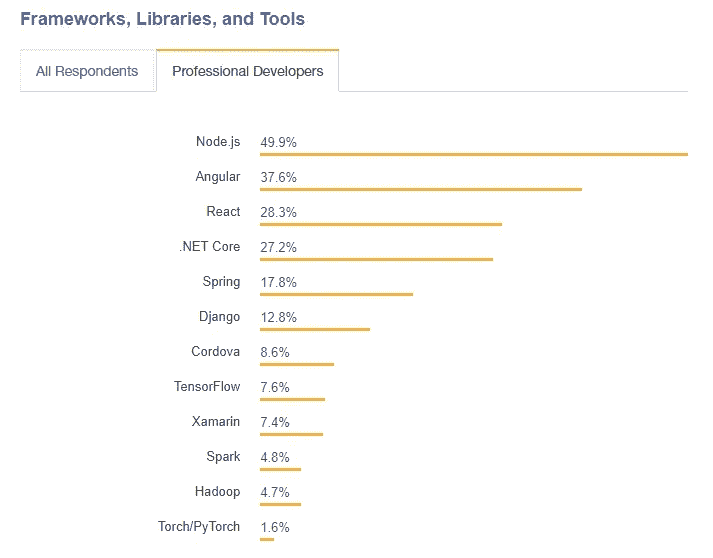 Frameworks, Libraries, and Tools
All Respondents Professional Developers
Node.js 49.9%
Angular 37.6%
React 28.3%
.NET Core 27.2%
Spring 17.8%
Django 12.8%
Cordova 8.6%
TensorFlow 7.6%
Xamarin 7.4%
Spark 4.8%
Hadoop 4.7%
Torch/PyTorch 1.6%